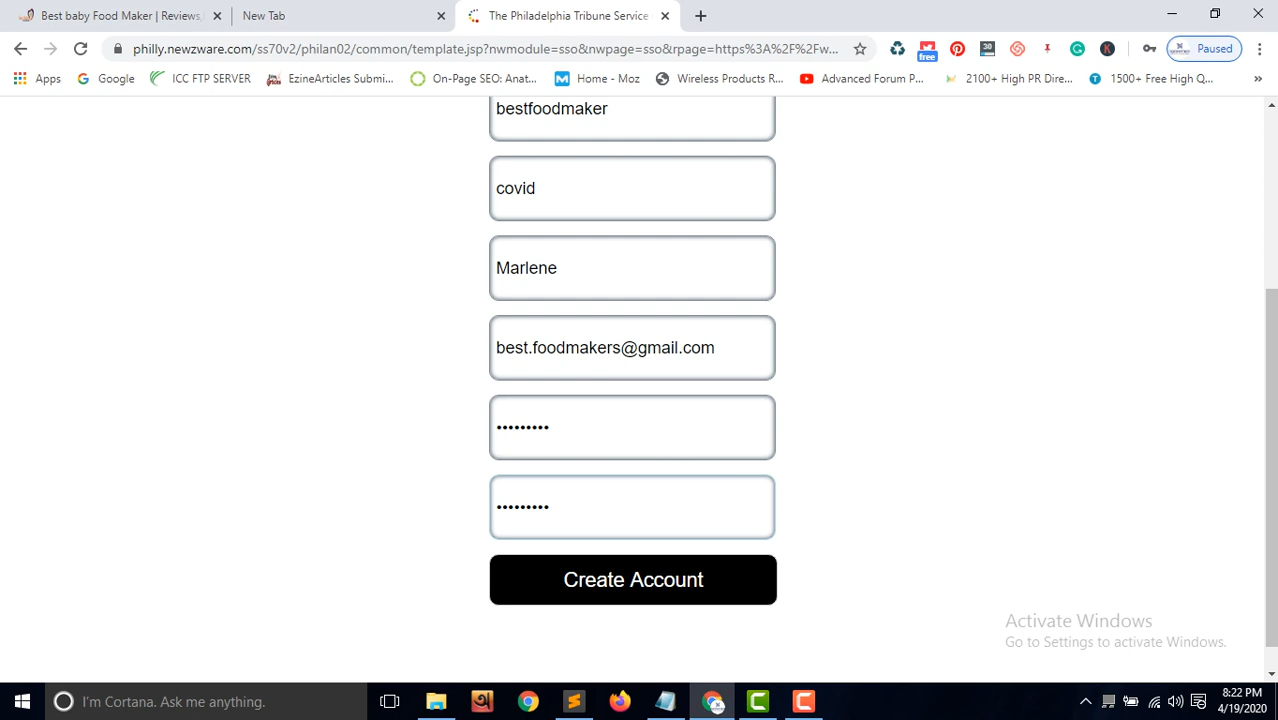 Best baby Food Maker | Reviews,
New Tab
The Philadelphia Tribune Service
philly.newzware.com/ss70v2/philan02/common/template.jsp?nwmodule=sso&nwpage=sso&rpage=https%3A%2F%2Fw...
30
free
K
Paused
Apps
Google
ICC FTP SERVER
EzineArticles Submi...
On-Page SEO: Anat...
Home - Moz
Wireless Products R...
Advanced Forum P...
2100+ High PR Dire...
1500+ Free High Q...
»
bestfoodmaker
covid
Marlene
best.foodmakers@gmail.com
•••••••••
•••••••••
Create Account
Activate Windows
Go to Settings to activate Windows.
I'm Cortana. Ask me anything.
8:22 PM
4/19/2020